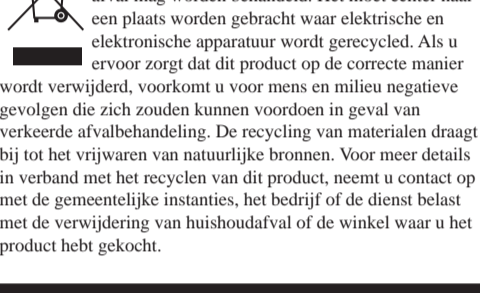 een plaats worden gebracht waar elektrische en
elektronische apparatuur wordt gerecycled. Als u
ervoor zorgt dat dit product op de correcte manier
wordt verwijderd, voorkomt u voor mens en milieu negatieve
gevolgen die zich zouden kunnen voordoen in geval van
verkeerde afvalbehandeling. De recycling van materialen draagt
bij tot het vrijwaren van natuurlijke bronnen. Voor meer details
in verband met het recyclen van dit product, neemt u contact op
met de gemeentelijke instanties, het bedrijf of de dienst belast
met de verwijdering van huishoudafval of de winkel waar u het
product hebt gekocht.